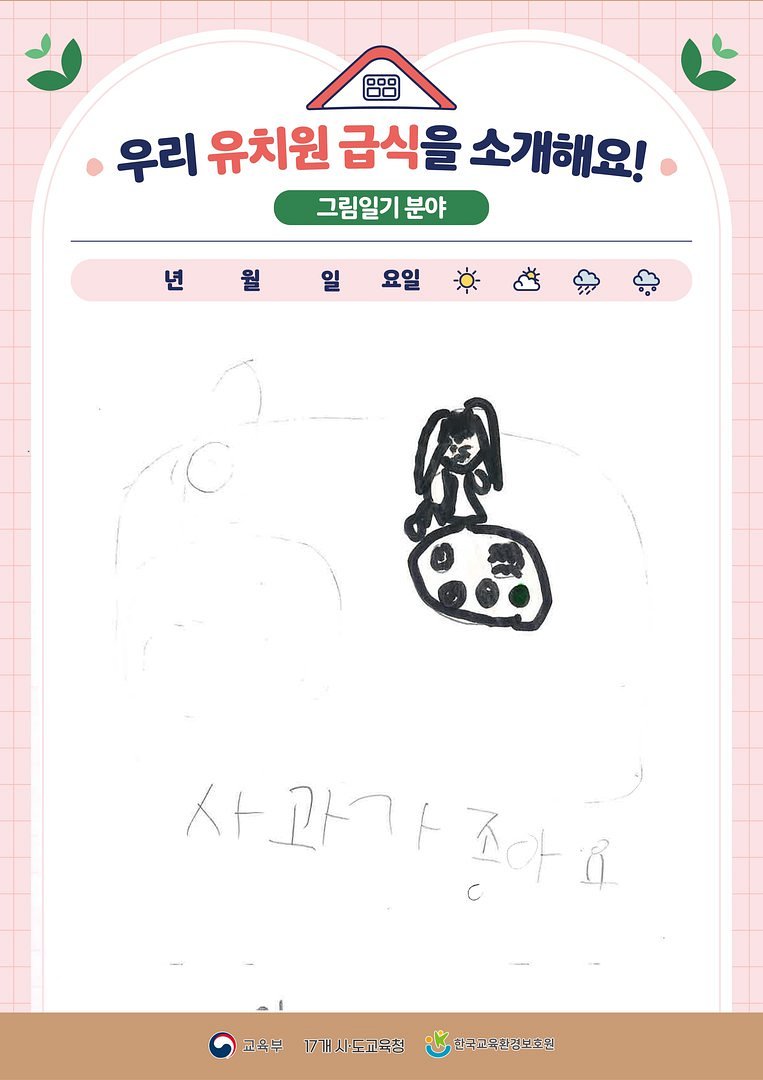 우리 유치원 급식을 소개해요!
그림일기 분야
년 월 일 요일
사과가 종아요
교육부 17개 시·도교육청 한국교육환경보호원